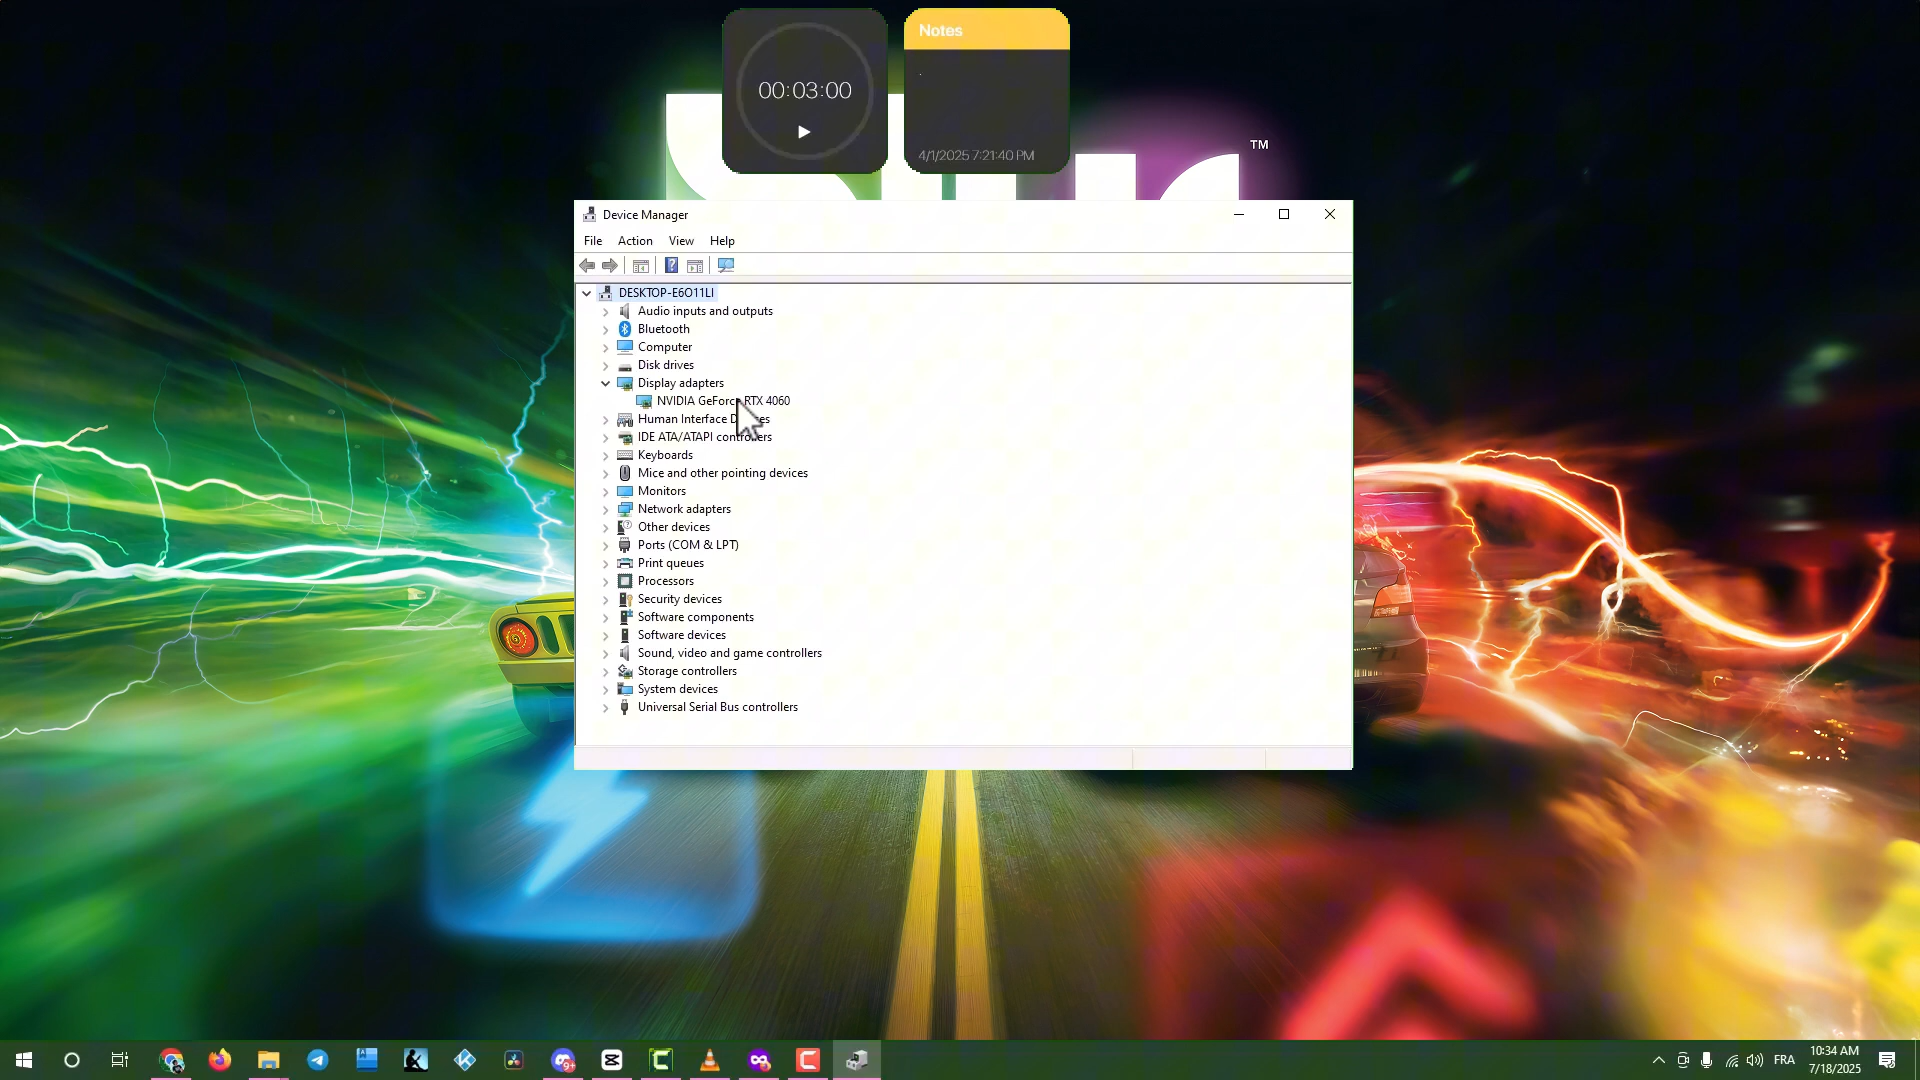 Notes
00:03:00
.
4/1/2025 7:21:40 PM
TM
Device Manager
File Action View Help
DESKTOP-E6O11LI
Audio inputs and outputs
Bluetooth
Computer
Disk drives
Display adapters
NVIDIA GeForce RTX 4060
Human Interface Devices
IDE ATA/ATAPI controllers
Keyboards
Mice and other pointing devices
Monitors
Network adapters
Other devices
Ports (COM & LPT)
Print queues
Processors
Security devices
Software components
Software devices
Sound, video and game controllers
Storage controllers
System devices
Universal Serial Bus controllers
9+
FRA
10:34 AM
7/18/2025